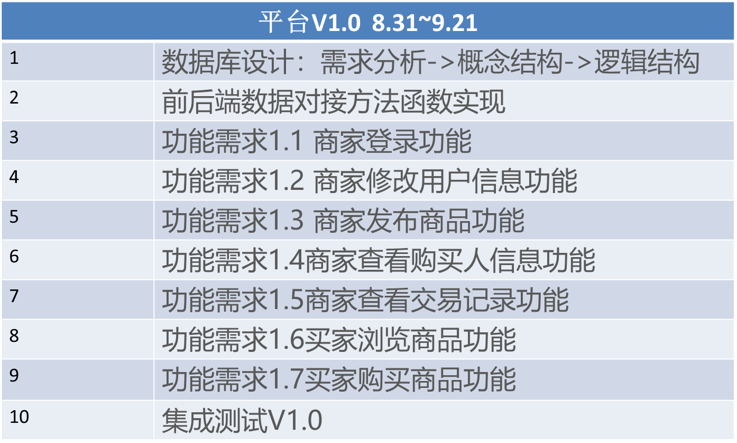 平台V1.0  8.31~9.21
1 数据库设计：需求分析->概念结构->逻辑结构
2 前后端数据对接方法函数实现
3 功能需求1.1 商家登录功能
4 功能需求1.2 商家修改用户信息功能
5 功能需求1.3 商家发布商品功能
6 功能需求1.4商家查看购买人信息功能
7 功能需求1.5商家查看交易记录功能
8 功能需求1.6买家浏览商品功能
9 功能需求1.7买家购买商品功能
10 集成测试V1.0